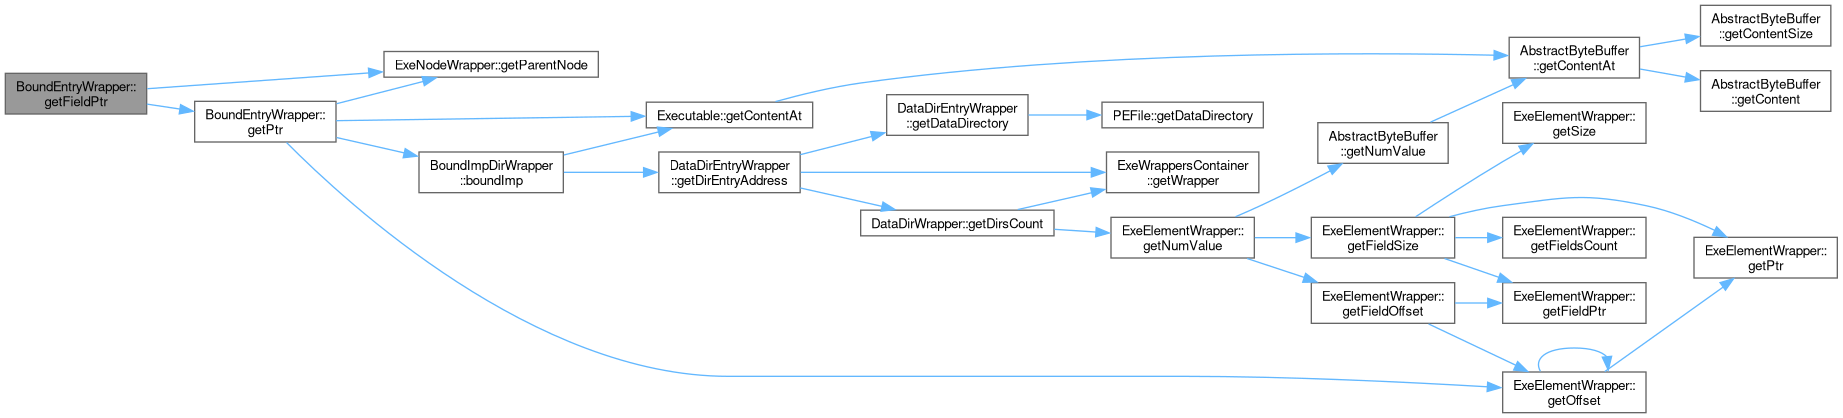 BoundEntryWrapper::
getFieldPtr
ExeNodeWrapper::getParentNode
BoundEntryWrapper::
getPtr
Executable::getContentAt
BoundImpDirWrapper
::boundImp
DataDirEntryWrapper
::getDataDirectory
DataDirEntryWrapper
::getDirEntryAddress
PEFile::getDataDirectory
ExeWrappersContainer
::getWrapper
DataDirWrapper::getDirsCount
ExeElementWrapper::
getNumValue
AbstractByteBuffer
::getNumValue
ExeElementWrapper::
getFieldSize
ExeElementWrapper::
getFieldOffset
AbstractByteBuffer
::getContentAt
AbstractByteBuffer
::getContentSize
AbstractByteBuffer
::getContent
ExeElementWrapper::
getSize
ExeElementWrapper::
getFieldsCount
ExeElementWrapper::
getFieldPtr
ExeElementWrapper::
getPtr
ExeElementWrapper::
getOffset